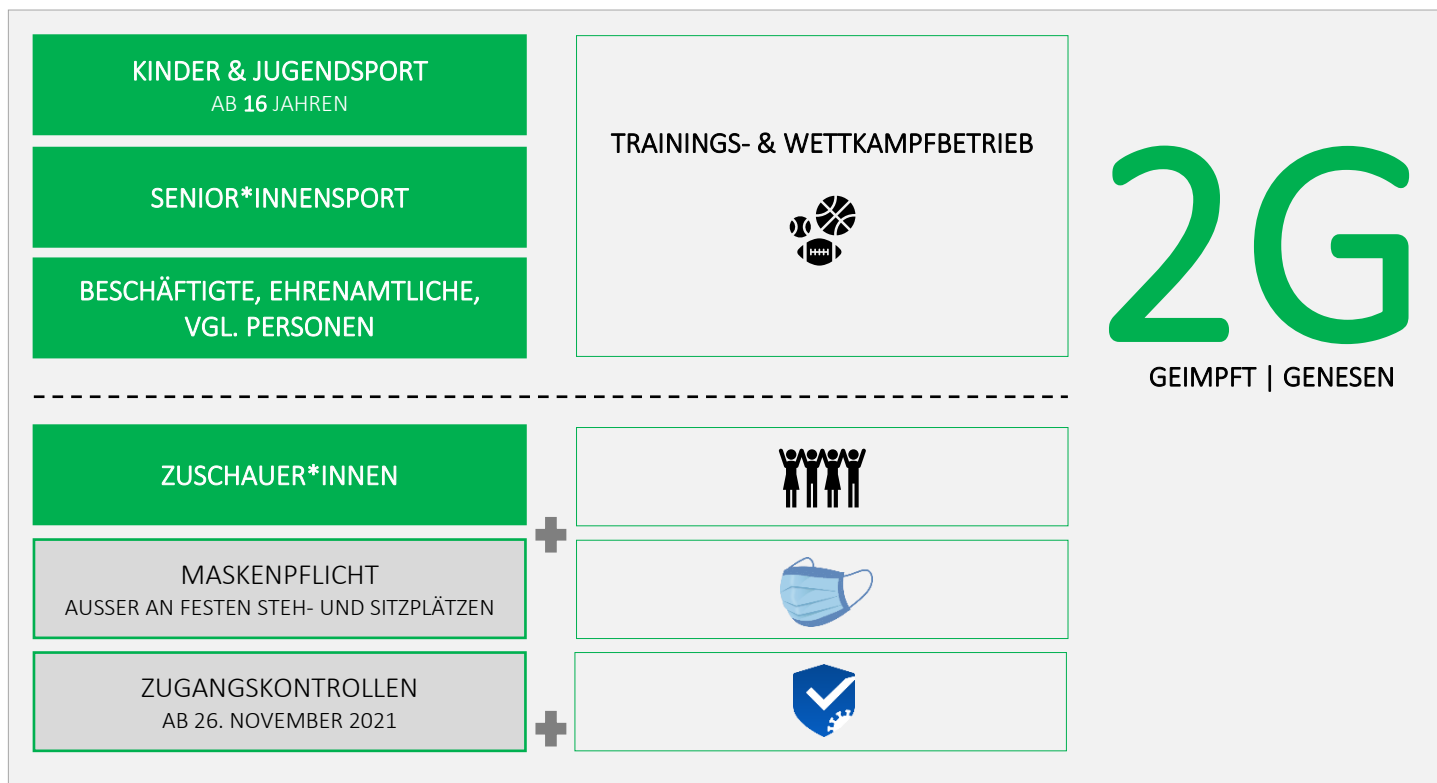 KINDER & JUGENDSPORT
AB 16 JAHREN
SENIOR*INNENSPORT
BESCHÄFTIGTE, EHRENAMTLICHE,
VGL. PERSONEN
TRAININGS- & WETTKAMPFBETRIEB
2G
GEIMPFT | GENESEN
ZUSCHAUER*INNEN
MASKENPFLICHT
AUSSER AN FESTEN STEH- UND SITZPLÄTZEN
ZUGANGSKONTROLLEN
AB 26. NOVEMBER 2021